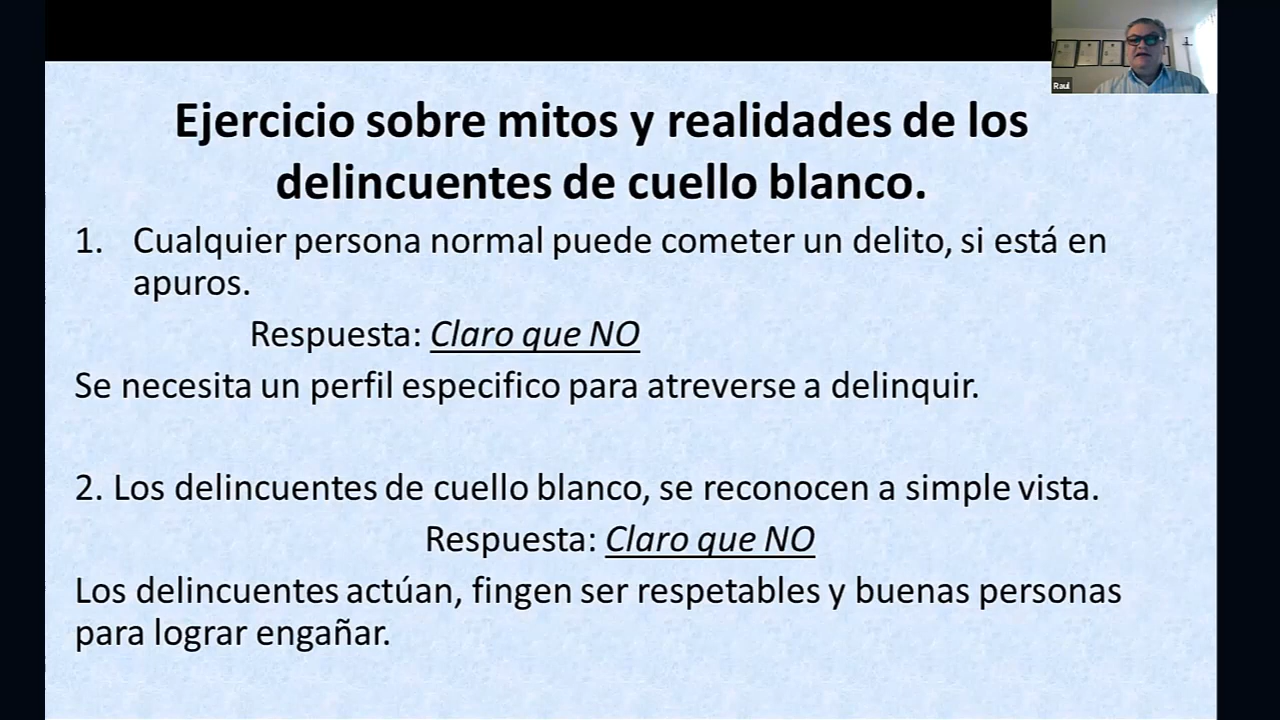 Ejercicio sobre mitos y realidades de los
delincuentes de cuello blanco.
1. Cualquier persona normal puede cometer un delito, si está en
apuros.
Respuesta: Claro que NO
Se necesita un perfil especifico para atreverse a delinquir.
2. Los delincuentes de cuello blanco, se reconocen a simple vista.
Respuesta: Claro que NO
Los delincuentes actúan, fingen ser respetables y buenas personas
para lograr engañar.
Raul